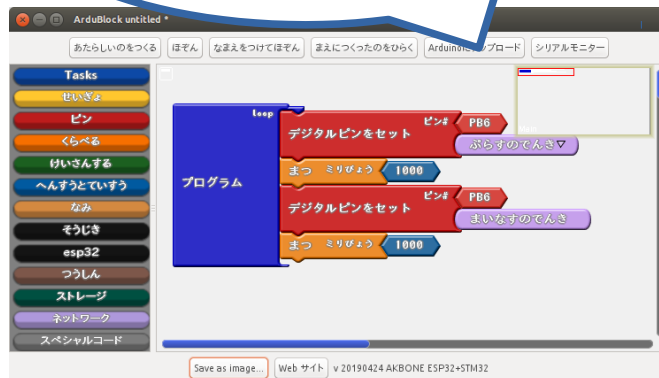 ArduBlock untitled *
あたらしいのをつくる ほぞん なまえをつけてほぞん まえにつくったのをひらく Arduinoに プロード シリアルモニター
Tasks
せいぎょ
ピン
くらべる
けいさんする
へんすうとていすう
なみ
そうじき
esp32
つうしん
ストレージ
ネットワーク
スペシャルコード
プログラム
loop
デジタルピンをセット ピン# PB6
ぷらすのでんき▽
まつ ミリびょう 1000
デジタルピンをセット ピン# PB6
まいなすのでんき
まつ ミリびょう 1000
Save as image... Web サイト v 20190424 AKBONE ESP32+STM32